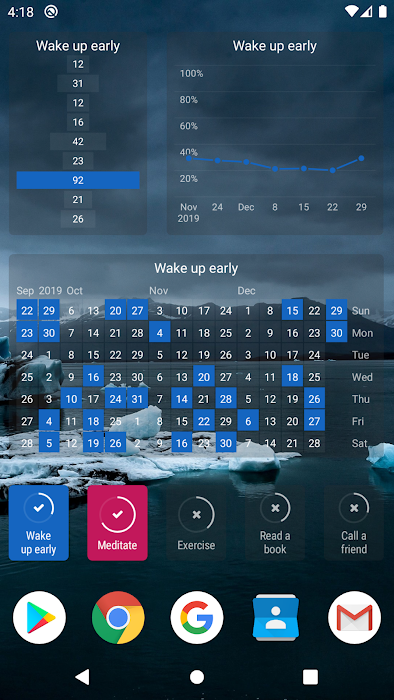 4:18
Wake up early
12
31
12
16
42
23
92
21
26
Wake up early
100%
80%
60%
40%
20%
Nov 24 Dec 8 15 22 29
2019
Wake up early
Sep 2019 Oct Nov Dec
22 29 6 13 20 27 3 10 17 24 1 8 15 22 29 Sun
23 30 7 14 21 28 4 11 18 25 2 9 16 23 30 Mon
24 1 8 15 22 29 5 12 19 26 3 10 17 24 Tue
25 2 9 16 23 30 6 13 20 27 4 11 18 25 Wed
26 3 10 17 24 31 7 14 21 28 5 12 19 26 Thu
27 4 11 18 25 1 8 15 22 29 6 13 20 27 Fri
28 5 12 19 26 2 9 16 23 30 7 14 21 28 Sat
Wake
up early
Meditate
Exercise
Read a
book
Call a
friend